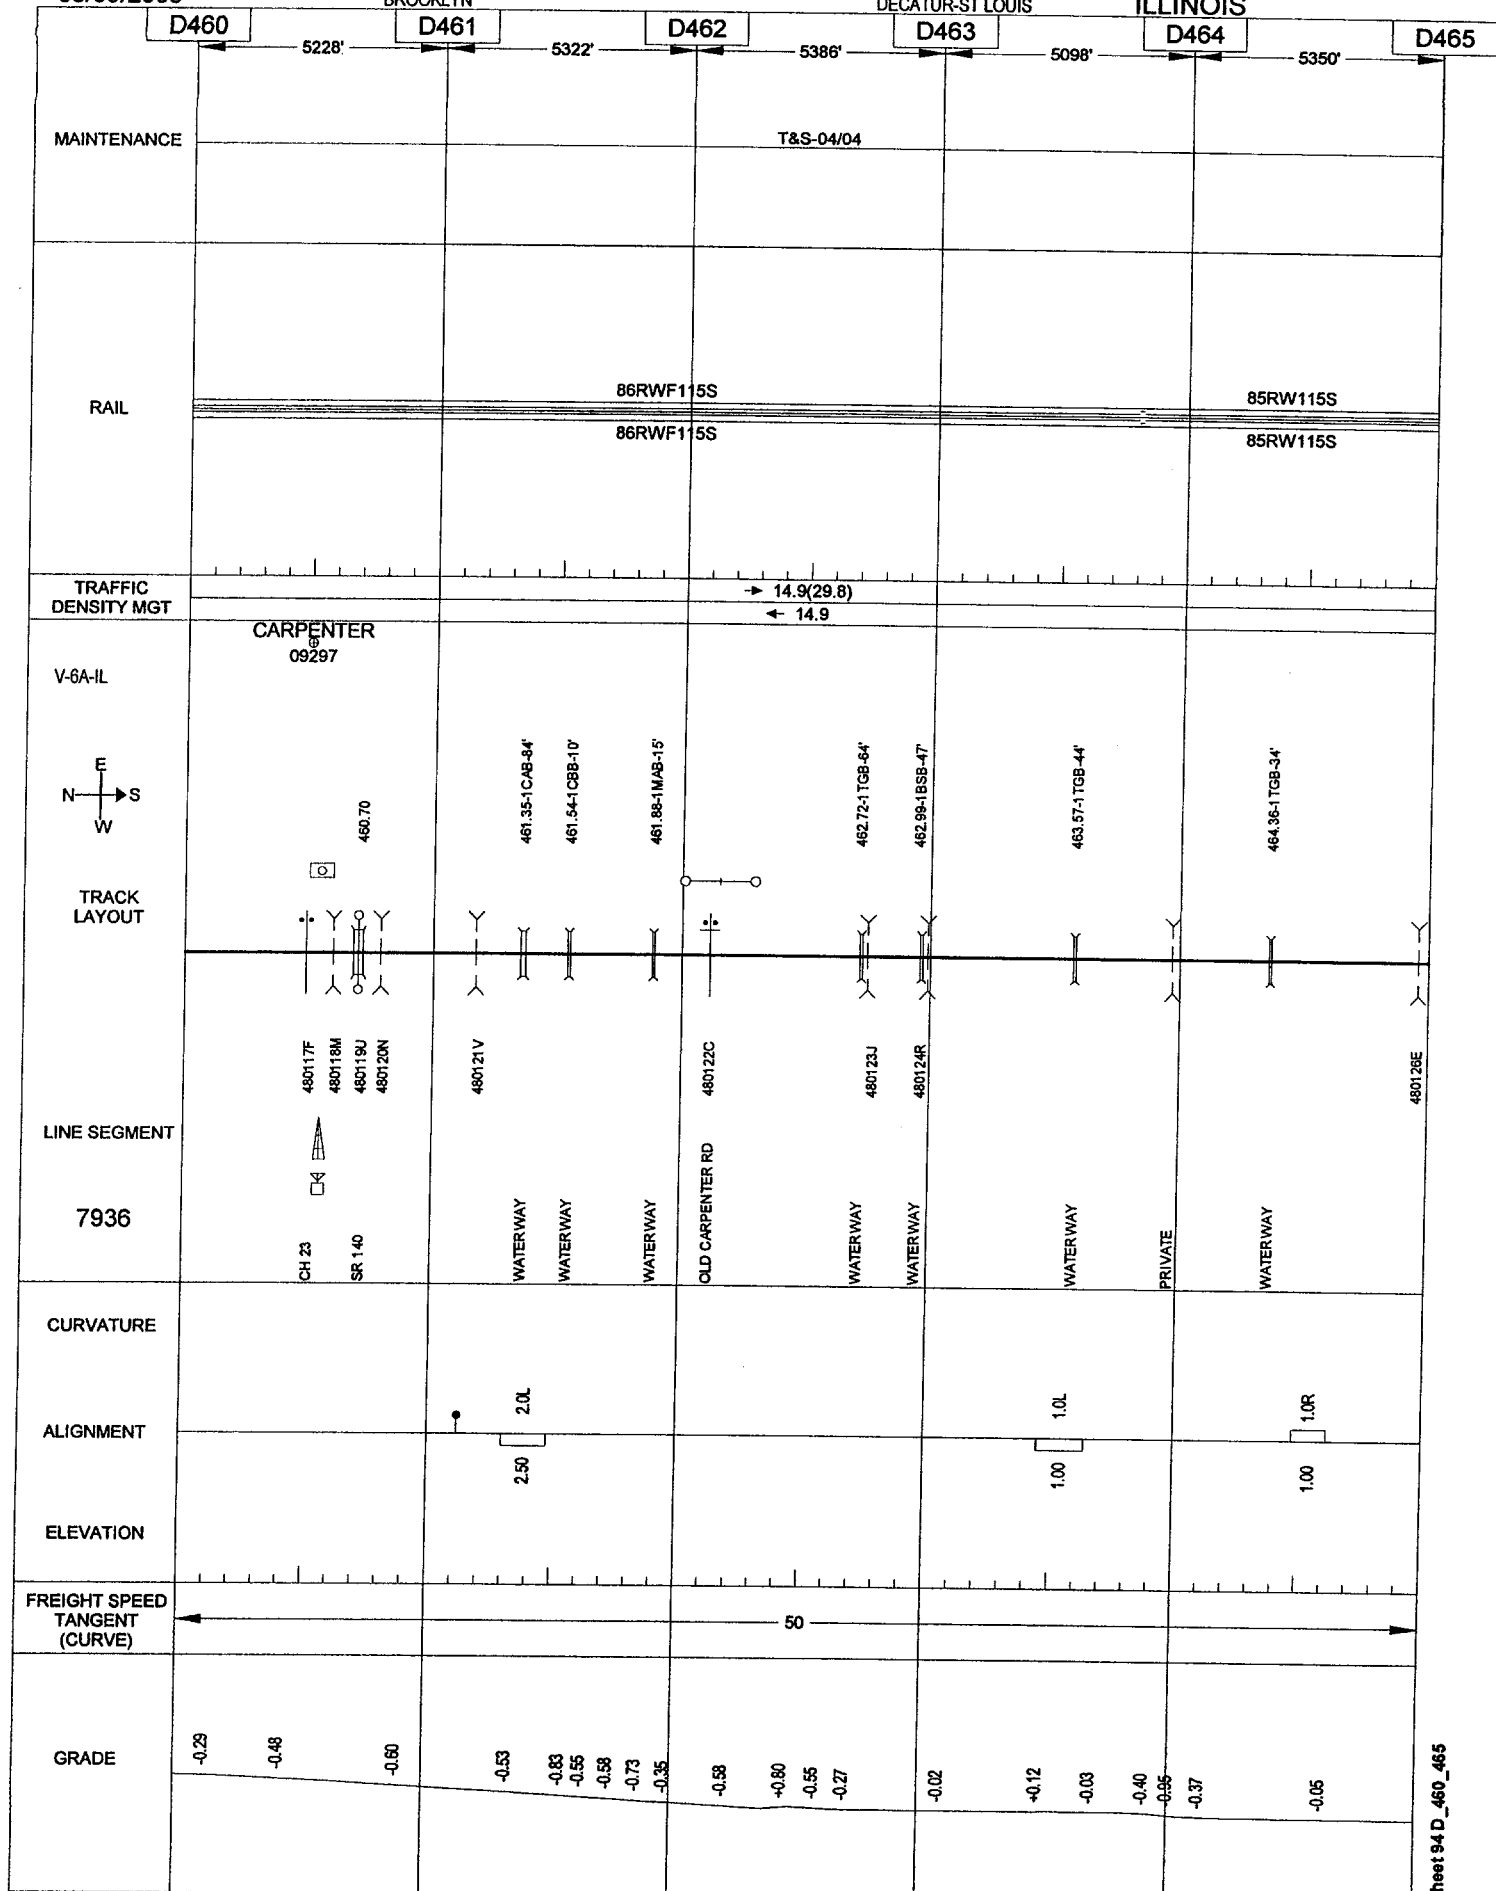 BROOKLYN
DECATUR-ST LOUIS
ILLINOIS
D460
D461
D462
D463
D464
D465
5228'
5322'
5386'
5098'
5350'
MAINTENANCE
T&S-04/04
RAIL
86RWF115S
85RW115S
86RWF115S
85RW115S
TRAFFIC
DENSITY MGT
14.9(29.8)
14.9
CARPENTER
09297
V-6A-IL
E
N S
W
460.70
461.35-1CAB-84'
461.54-1CBB-10'
461.88-1MAB-15'
462.72-1TGB-64'
462.99-1BSB-47'
463.57-1TGB-44'
464.36-1TGB-34'
TRACK
LAYOUT
480117F
480118M
480119U
480120N
480121V
480122C
480123J
480124R
480126E
LINE SEGMENT
7936
CH 23
SR 140
WATERWAY
WATERWAY
WATERWAY
OLD CARPENTER RD
WATERWAY
WATERWAY
WATERWAY
PRIVATE
WATERWAY
CURVATURE
2.0L
1.0L
1.0R
ALIGNMENT
2.50
1.00
1.00
ELEVATION
FREIGHT SPEED
TANGENT
(CURVE)
50
GRADE
-0.29
-0.48
-0.60
-0.53
-0.83
-0.55
-0.58
-0.73
-0.35
-0.58
+0.80
-0.55
-0.27
-0.02
+0.12
-0.03
-0.40
-0.95
-0.37
-0.05
heet 94 D_460_465